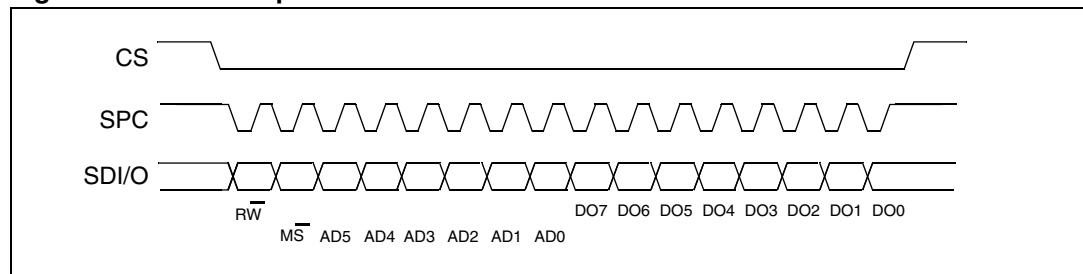 CS
SPC
SDI/O
RW
DO7 DO6 DO5 DO4 DO3 DO2 DO1 DO0
MS AD5 AD4 AD3 AD2 AD1 AD0